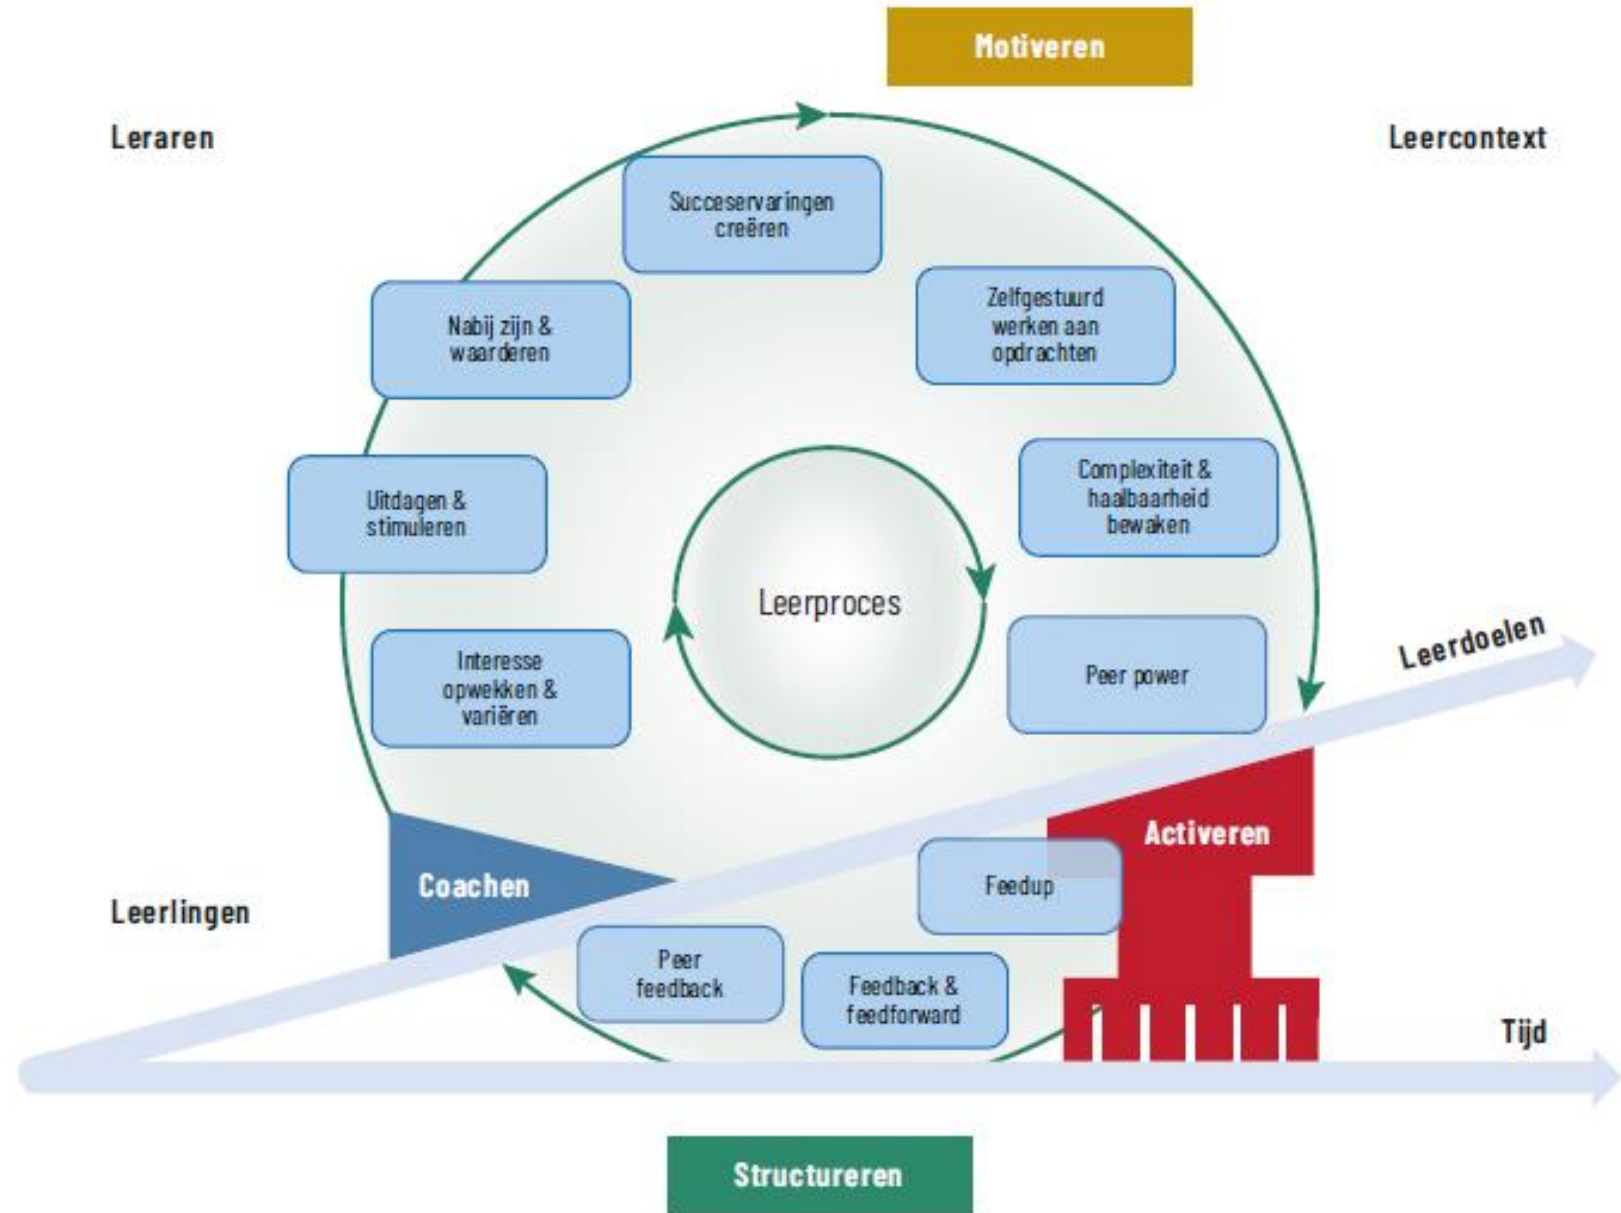 Motiveren
Leraren
Leercontext
Succeservaringen
creëren
Nabij zijn &
waarderen
Zelfgestuurd
werken aan
opdrachten
Uitdagen &
stimuleren
Complexiteit &
haalbaarheid
bewaken
Leerproces
Interesse
opwekken &
variëren
Peer power
Leerdoelen
Coachen
Activeren
Leerlingen
Feedup
Peer
feedback
Feedback &
feedforward
Tijd
Structureren